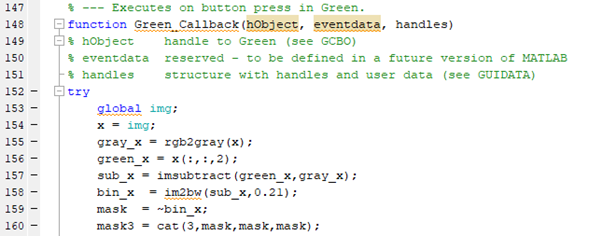 147 % --- Executes on button press in Green.
148 function Green_Callback(hObject, eventdata, handles)
149 % hObject    handle to Green (see GCBO)
150 % eventdata  reserved - to be defined in a future version of MATLAB
151 % handles    structure with handles and user data (see GUIDATA)
152 - try
153 -     global img;
154 -     x = img;
155 -     gray_x = rgb2gray(x);
156 -     green_x = x(:,:,2);
157 -     sub_x = imsubtract(green_x,gray_x);
158 -     bin_x  = im2bw(sub_x,0.21);
159 -     mask  = ~bin_x;
160 -     mask3 = cat(3,mask,mask,mask);